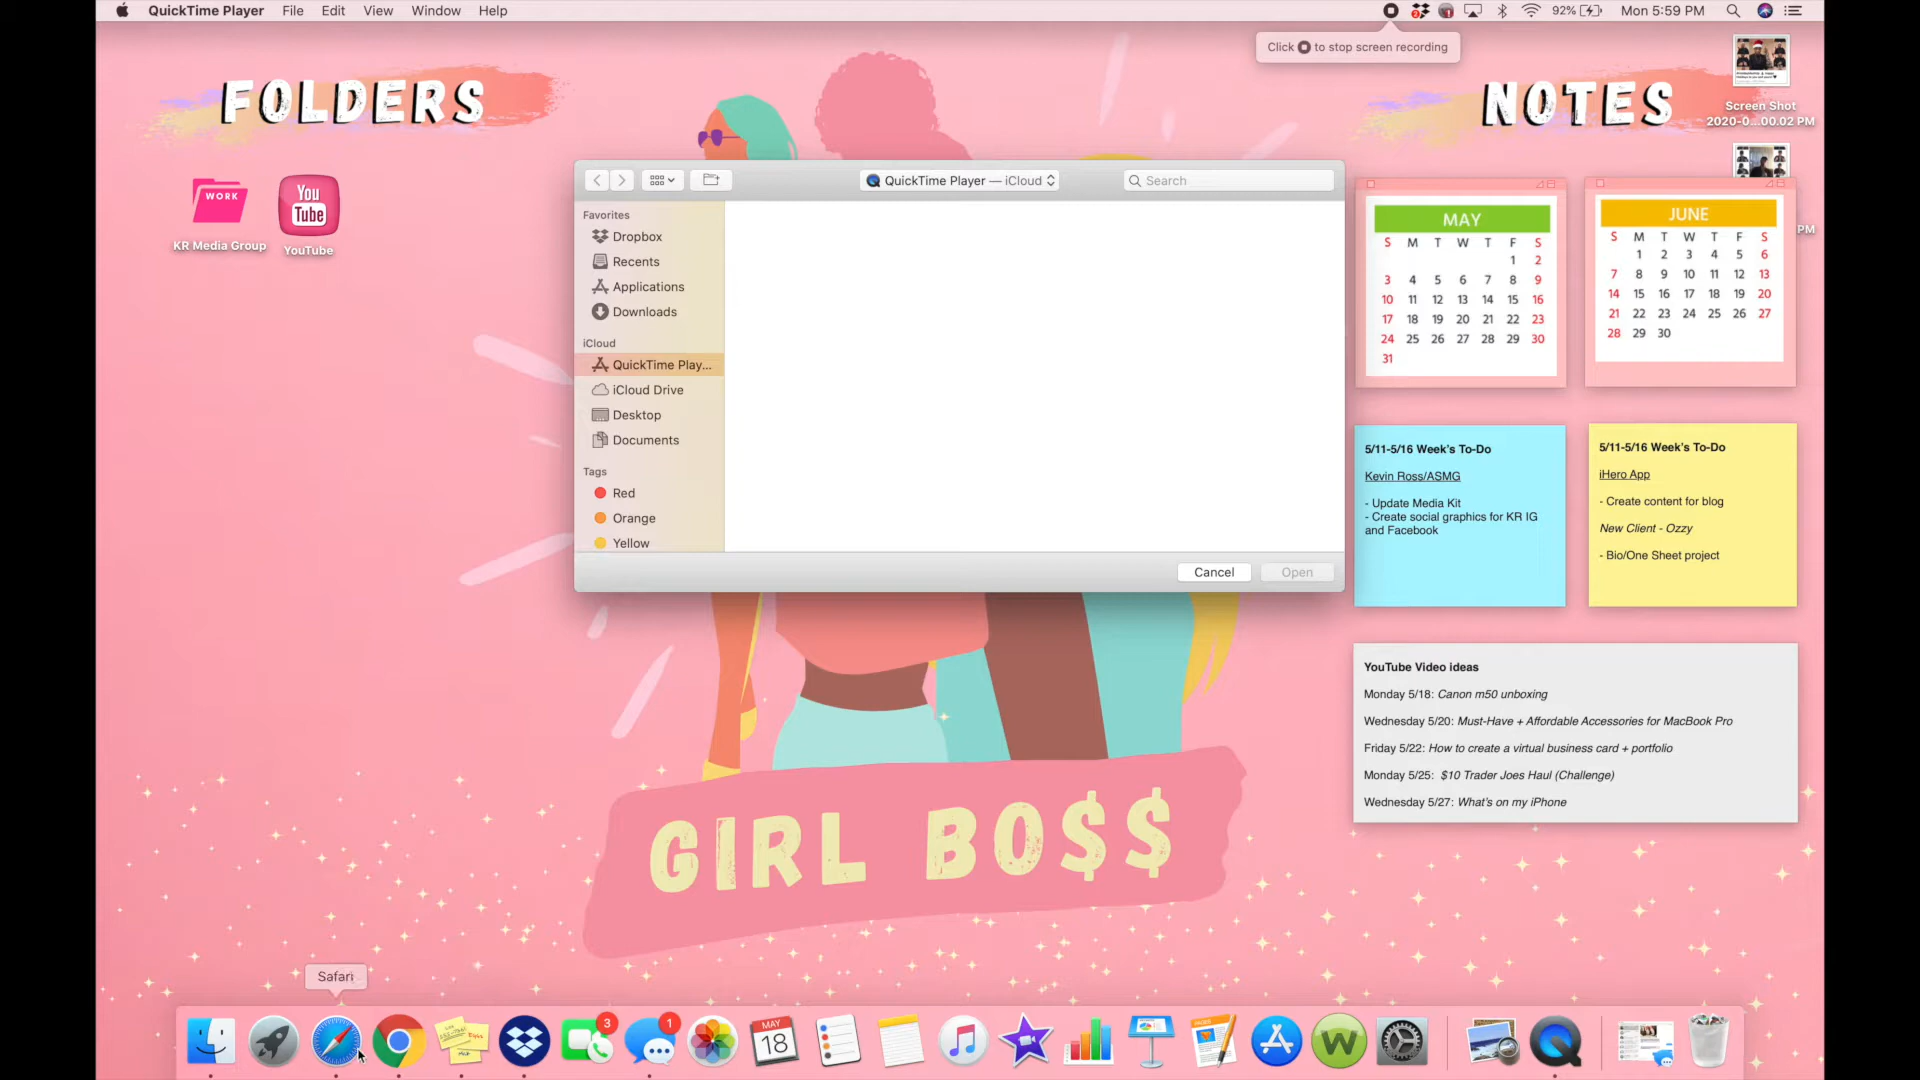 QuickTime Player File Edit View Window Help
2 1 92% Mon 5:59 PM
Click to stop screen recording
FOLDERS
NOTES
Screen Shot
2020-0...00.02 PM
WORK
KR Media Group
You
Tube
YouTube
QuickTime Player — iCloud
Search
Favorites
Dropbox
Recents
Applications
Downloads
iCloud
QuickTime Play...
iCloud Drive
Desktop
Documents
Tags
Red
Orange
Yellow
Cancel
Open
MAY
S M T W T F S
1 2
3 4 5 6 7 8 9
10 11 12 13 14 15 16
17 18 19 20 21 22 23
24 25 26 27 28 29 30
31
JUNE
S M T W T F S
1 2 3 4 5 6
7 8 9 10 11 12 13
14 15 16 17 18 19 20
21 22 23 24 25 26 27
28 29 30
PM
5/11-5/16 Week's To-Do
Kevin Ross/ASMG
- Update Media Kit
- Create social graphics for KR IG
and Facebook
5/11-5/16 Week's To-Do
iHero App
- Create content for blog
New Client - Ozzy
- Bio/One Sheet project
YouTube Video ideas
Monday 5/18: Canon m50 unboxing
Wednesday 5/20: Must-Have + Affordable Accessories for MacBook Pro
Friday 5/22: How to create a virtual business card + portfolio
Monday 5/25: $10 Trader Joes Haul (Challenge)
Wednesday 5/27: What's on my iPhone
GIRL BO$$
Safari
3
1
MAY
18
W